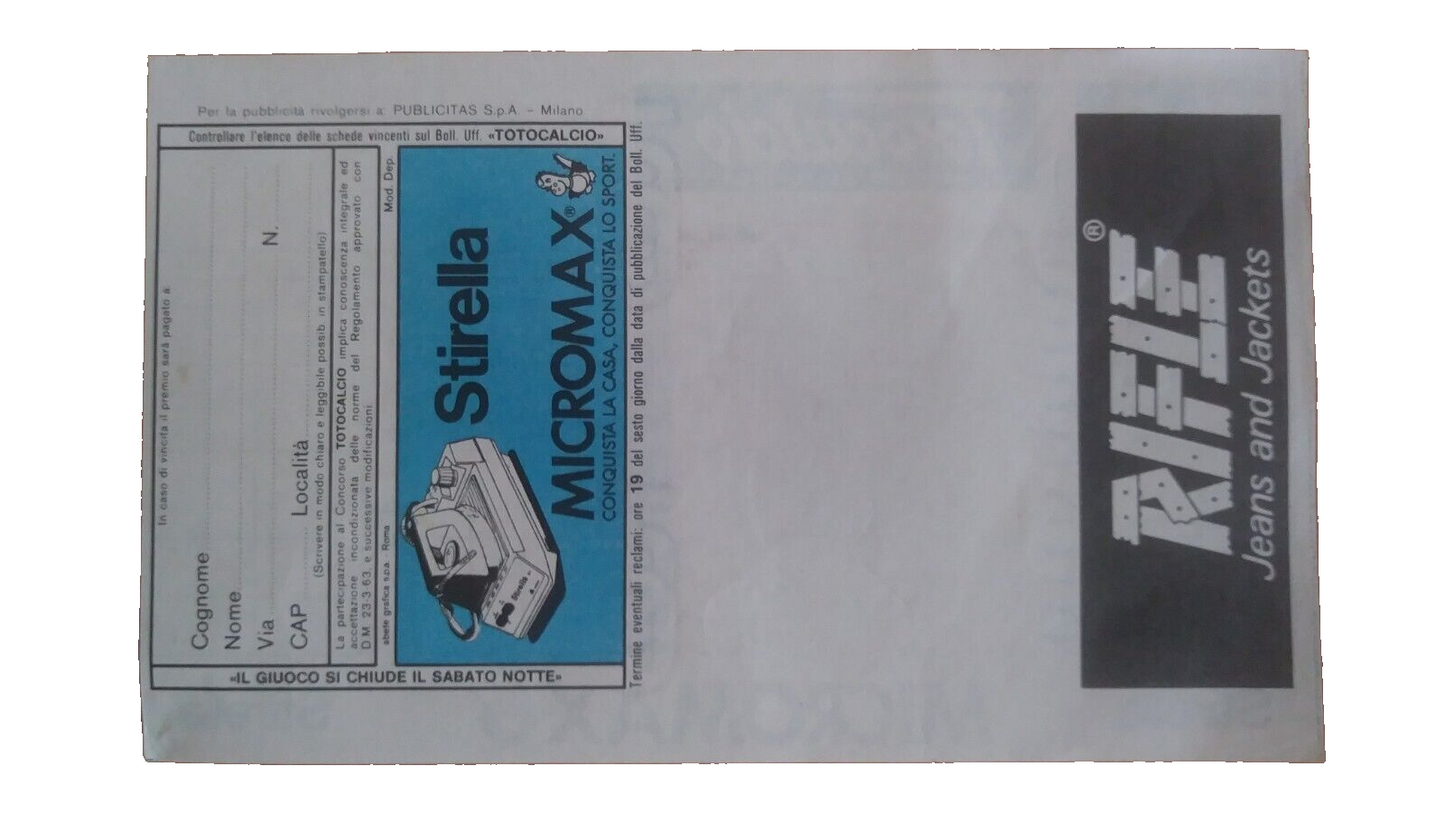 Per la pubblicità rivolgersi a: PUBLICITAS S.p.A. - Milano
Controllare l'elenco delle schede vincenti sul Boll. Uff. «TOTOCALCIO»
In caso di vincita il premio sarà pagato a:
Cognome
Nome
Via N.
CAP Località
(Scrivere in modo chiaro e leggibile possib. in stampatello)
La partecipazione al Concorso TOTOCALCIO implica conoscenza integrale ed
accettazione incondizionata delle norme del Regolamento approvato con
D M 23-3-63, e successive modificazioni
abete grafica s.p.a. Roma Mod. Dep.
Stirella
MICROMAX®
CONQUISTA LA CASA, CONQUISTA LO SPORT.
Stirella
«IL GIUOCO SI CHIUDE IL SABATO NOTTE»
Termine eventuali reclami: ore 19 del sesto giorno dalla data di pubblicazione del Boll. Uff.
RIFLE®
Jeans and Jackets